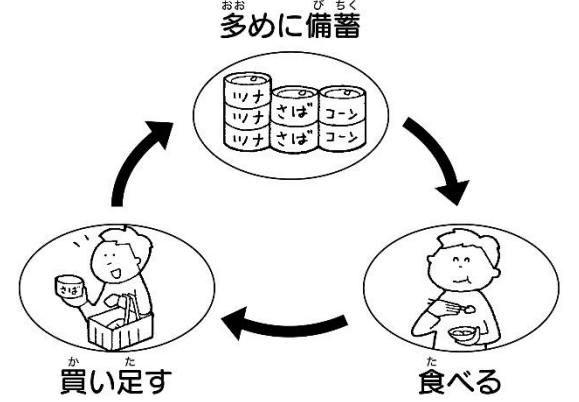 おお び ちく
多めに備蓄
ツナ さば コーン
ツナ さば コーン
ツナ
さば
か た
買い足す
た
食べる